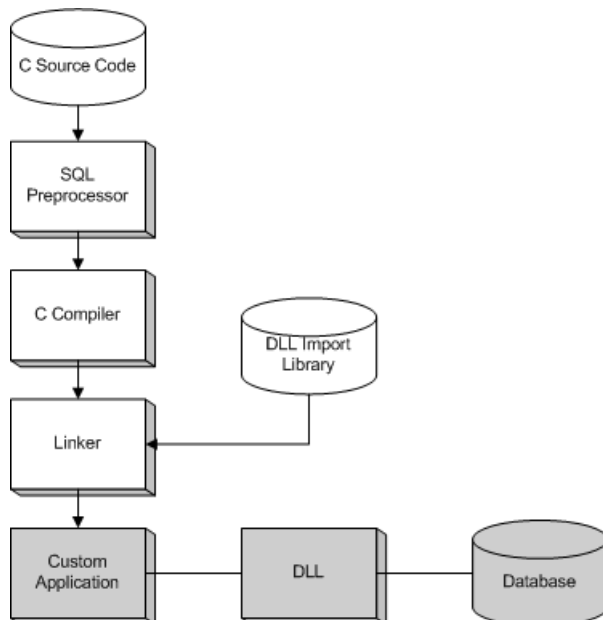 C Source Code
SQL
Preprocessor
C Compiler
DLL Import
Library
Linker
Custom
Application
DLL
Database